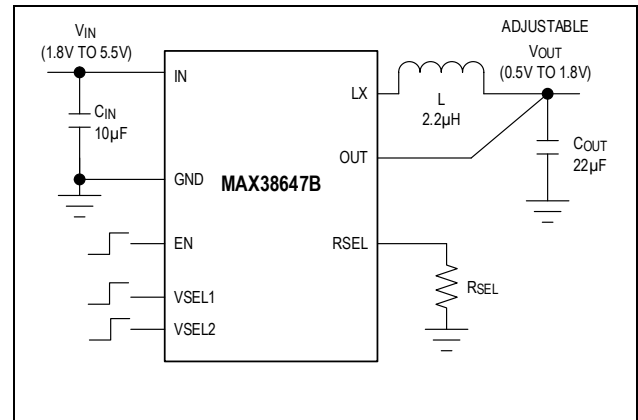 VIN
(1.8V TO 5.5V)
ADJUSTABLE
VOUT
(0.5V TO 1.8V)
IN
LX
L
2.2µH
CIN
10µF
OUT
COUT
22µF
GND
MAX38647B
EN
RSEL
VSEL1
RSEL
VSEL2